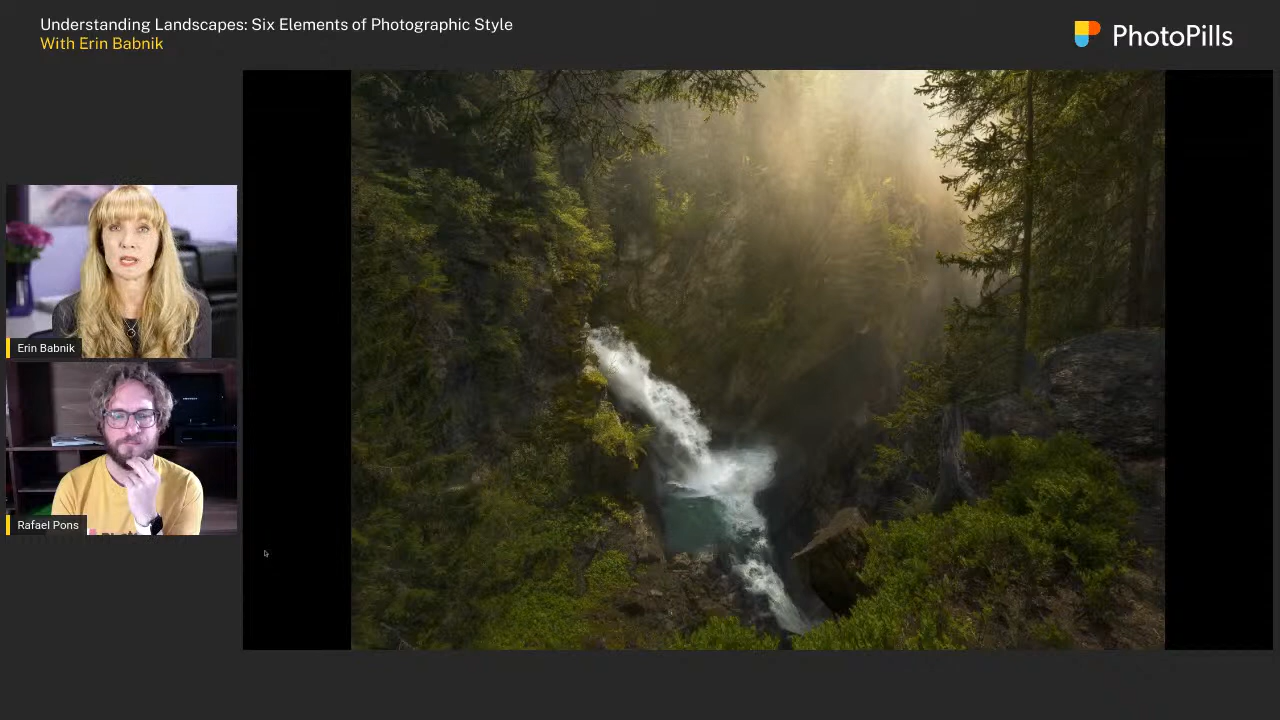 Understanding Landscapes: Six Elements of Photographic Style
With Erin Babnik
PhotoPills
Erin Babnik
Rafael Pons